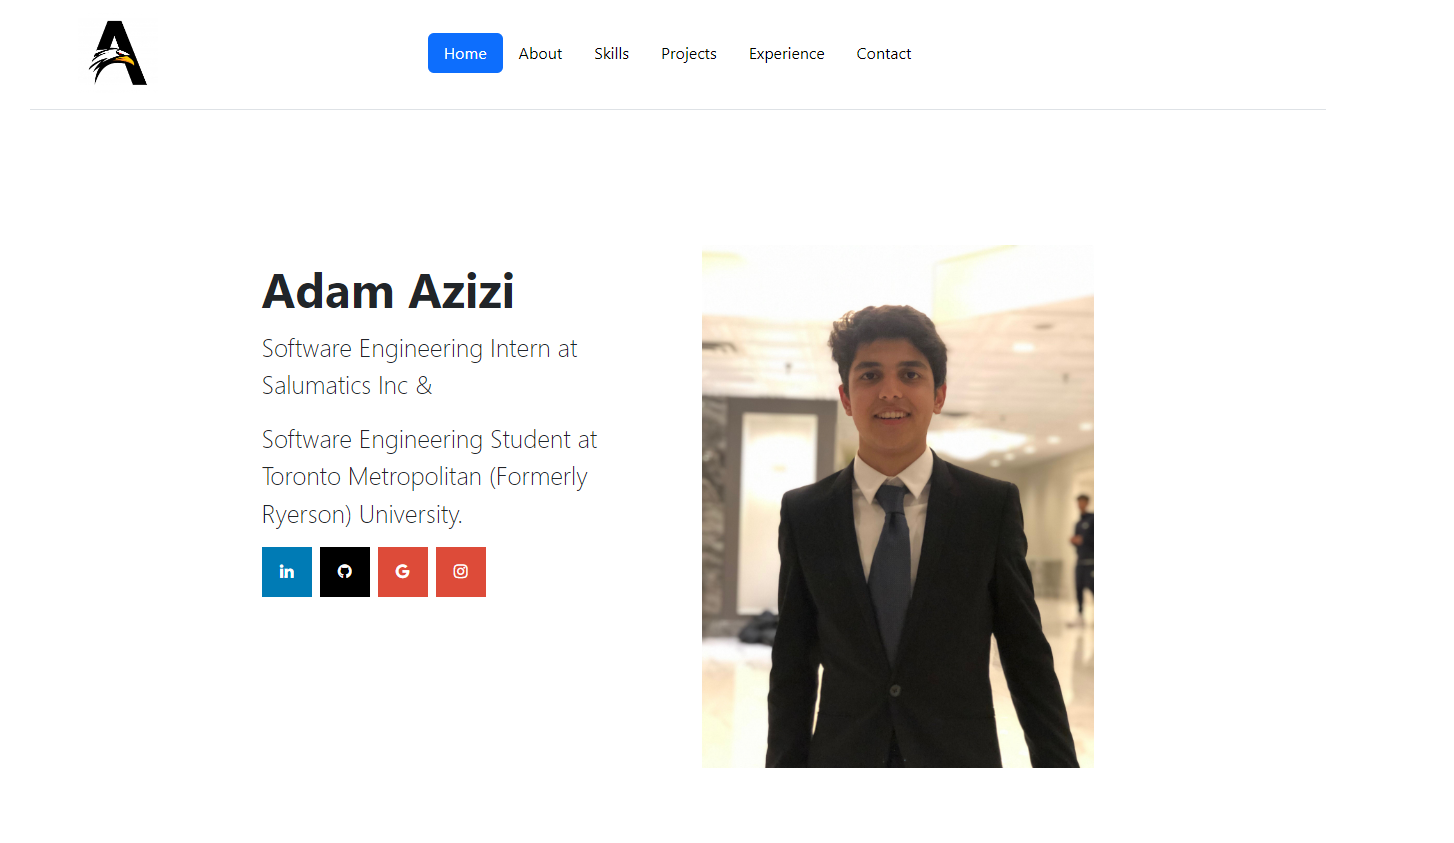 A
Home About Skills Projects Experience Contact
Adam Azizi
Software Engineering Intern at
Salumatics Inc &
Software Engineering Student at
Toronto Metropolitan (Formerly
Ryerson) University.
in G